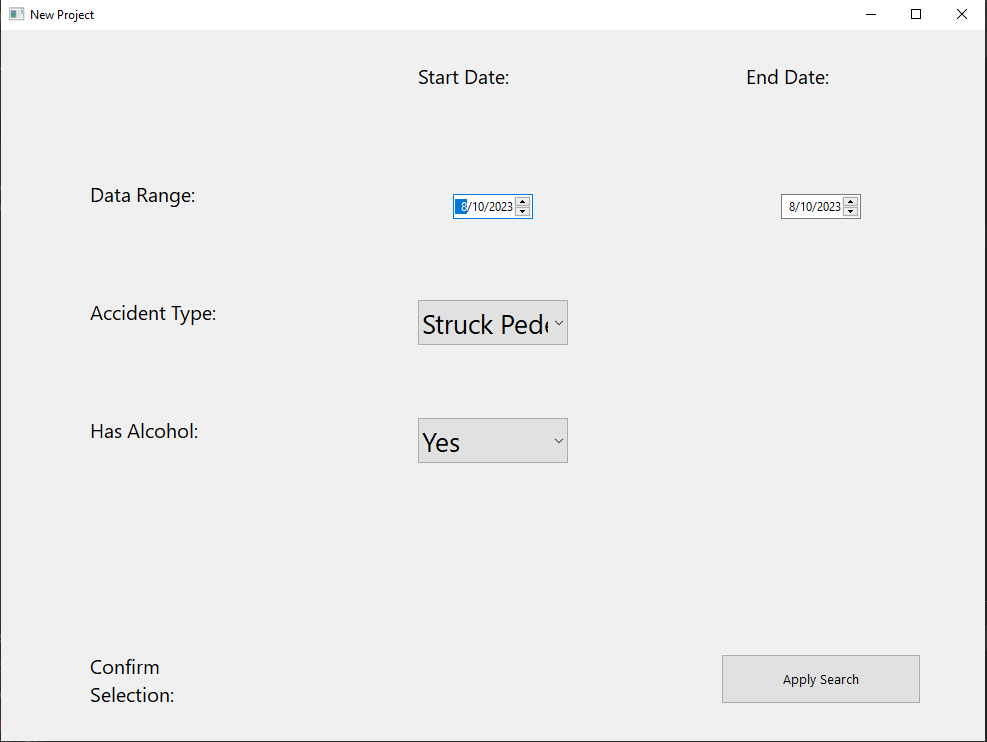 New Project
Start Date:
End Date:
Data Range:
8/10/2023
8/10/2023
Accident Type:
Struck Pede
Has Alcohol:
Yes
Confirm
Selection:
Apply Search